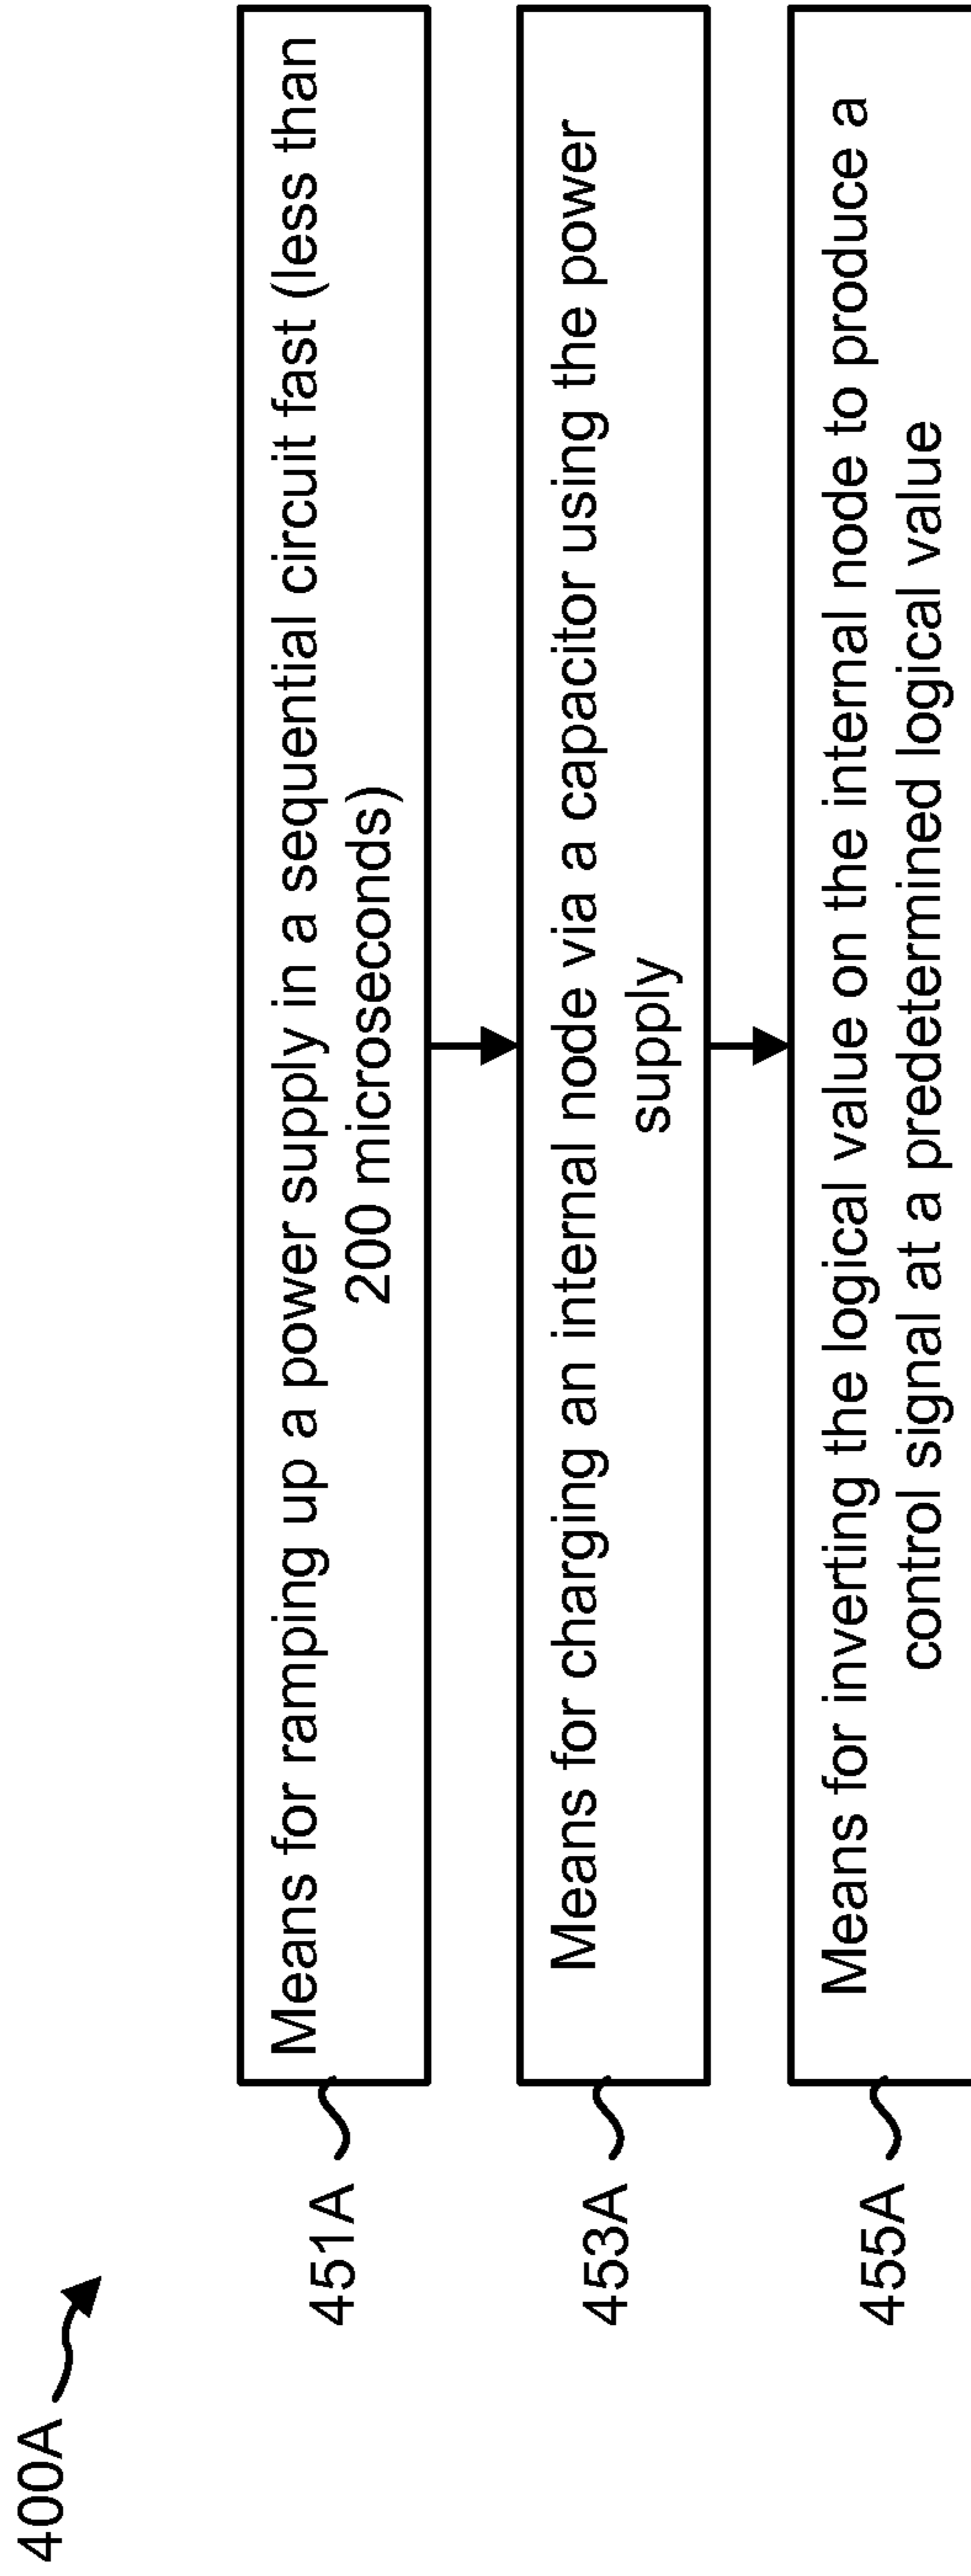 400A
451A
Means for ramping up a power supply in a sequential circuit fast (less than
200 microseconds)
453A
Means for charging an internal node via a capacitor using the power
supply
455A
Means for inverting the logical value on the internal node to produce a
control signal at a predetermined logical value